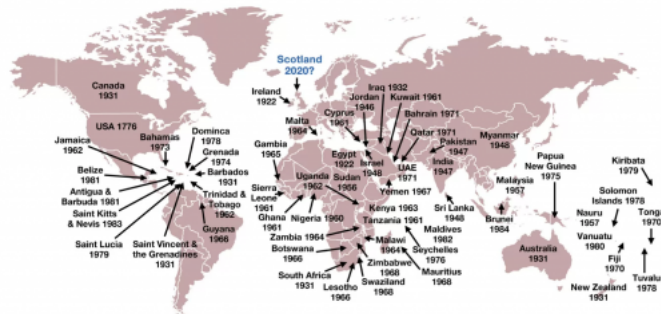 Scotland
2020?
Canada
1931
Ireland
1922
Iraq 1932
Jordan
1946
Kuwait 1961
USA 1776
Bahamas
1973
Dominca
1978
Grenada
1974
Jamaica
1962
Malta
1964
Cyprus
1961
Bahrain 1971
Qatar 1971
Pakistan
1947
Myanmar
1948
Gambia
1965
Egypt
1922
Israel
1948
UAE
1971
India
1947
Belize
1981
Barbados
1931
Antigua &
Barbuda 1981
Trinidad &
Tobago
1962
Saint Kitts
& Nevis 1983
Saint Lucia
1979
Saint Vincent &
the Grenadines
1931
Guyana
1966
Sierra
Leone
1961
Ghana
1961
Nigeria 1960
Uganda
1962
Sudan
1956
Yemen 1967
Kenya 1963
Tanzania 1961
Sri Lanka
1948
Maldives
1982
Zambia 1964
Malawi
1964
Seychelles
1976
Botswana
1966
Zimbabwe
1968
Mauritius
1968
South Africa
1931
Lesotho
1966
Swaziland
1968
Malaysia
1957
Brunei
1984
Papua
New Guinea
1975
Kiribati
1979
Solomon
Islands 1978
Nauru
1957
Tonga
1970
Vanuatu
1980
Australia
1931
Fiji
1970
New Zealand
1931
Tuvalu
1978